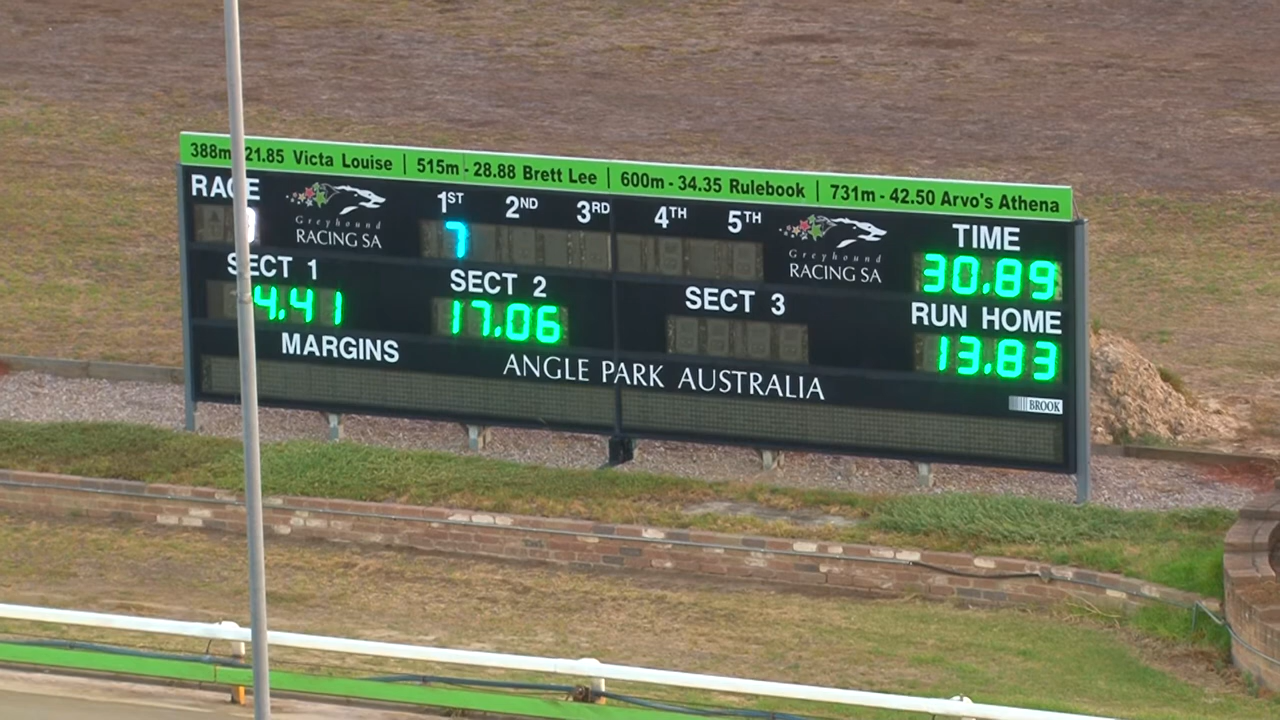 388m 21.85 Victa Louise | 515m - 28.88 Brett Lee | 600m - 34.35 Rulebook | 731m - 42.50 Arvo's Athena
RACE
Greyhound
RACING SA
1ST 2ND 3RD 4TH 5TH
7
Greyhound
RACING SA
TIME
30.89
SECT 1
4.41
SECT 2
17.06
SECT 3
RUN HOME
13.83
MARGINS
ANGLE PARK AUSTRALIA
BROOK